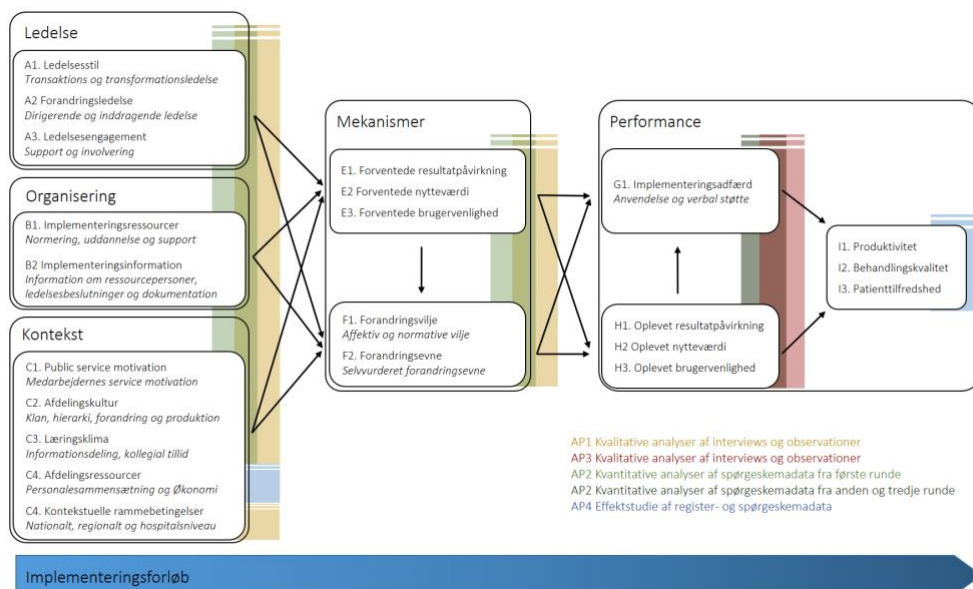 Ledelse
A1. Ledelsesstil
Transaktions og transformationsledelse
A2 Forandringsledelse
Dirigerende og inddragende ledelse
A3. Ledelsesengagement
Support og involvering
Organisering
B1. Implementeringsressourcer
Normering, uddannelse og support
B2 Implementeringsinformation
Information om ressourcepersoner,
ledelsesbeslutninger og dokumentation
Kontekst
C1. Public service motivation
Medarbejdernes service motivation
C2. Afdelingskultur
Klan, hierarki, forandring og produktion
C3. Læringsklima
Informationsdeling, kollegial tillid
C4. Afdelingsressourcer
Personalesammensætning og Økonomi
C4. Kontekstuelle rammebetingelser
Nationalt, regionalt og hospitalsniveau
Mekanismer
E1. Forventede resultatpåvirkning
E2 Forventede nytteværdi
E3. Forventede brugervenlighed
F1. Forandringsvilje
Affektiv og normative vilje
F2. Forandringsevne
Selvvurderet forandringsevne
Performance
G1. Implementeringsadfærd
Anvendelse og verbal støtte
H1. Oplevet resultatpåvirkning
H2 Oplevet nytteværdi
H3. Oplevet brugervenlighed
I1. Produktivitet
I2. Behandlingskvalitet
I3. Patienttilfredshed
AP1 Kvalitative analyser af interviews og observationer
AP3 Kvalitative analyser af interviews og observationer
AP2 Kvantitative analyser af spørgeskemadata fra første runde
AP2 Kvantitative analyser af spørgeskemadata fra anden og tredje runde
AP4 Effektstudie af register- og spørgeskemadata
Implementeringsforløb